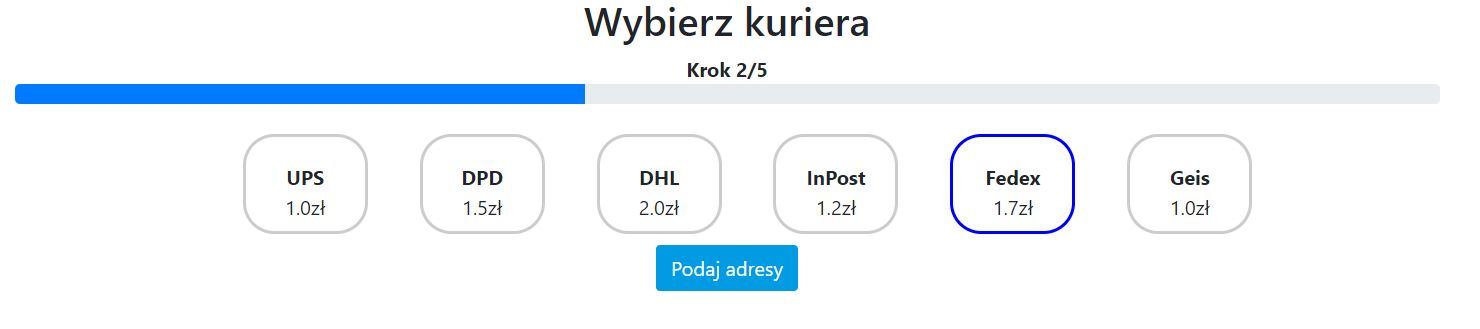 Wybierz kuriera
Krok 2/5
UPS
1.0zł
DPD
1.5zł
DHL
2.0zł
InPost
1.2zł
Fedex
1.7zł
Geis
1.0zł
Podaj adresy